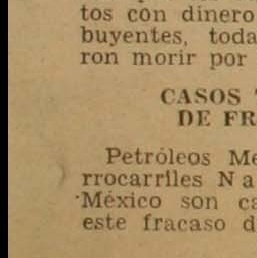 tos con dinero
buyentes, toda
ron morir por
CASOS
DE FR
Petróleos Me
rrocarriles Na
México son ca
este fracaso d